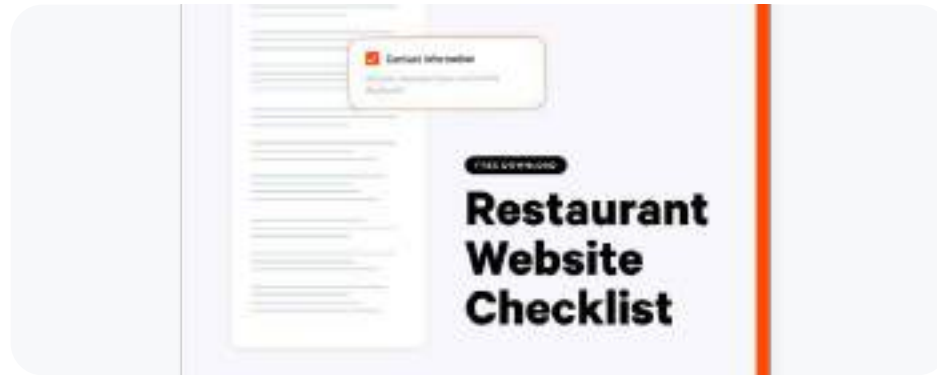 Contact Information
FREE DOWNLOAD
Restaurant
Website
Checklist